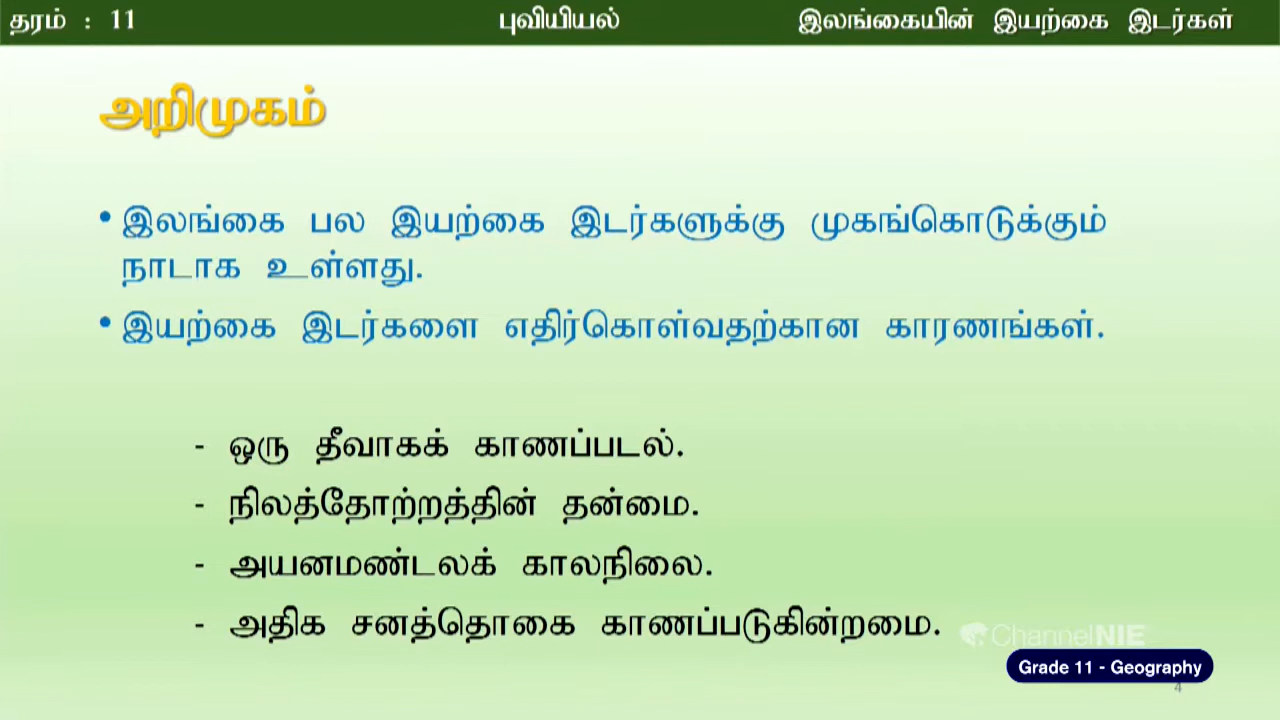 தரம் : 11 புவியியல் இலங்கையின் இயற்கை இடர்கள்
அறிமுகம்
• இலங்கை பல இயற்கை இடர்களுக்கு முகங்கொடுக்கும்
நாடாக உள்ளது.
• இயற்கை இடர்களை எதிர்கொள்வதற்கான காரணங்கள்.
- ஒரு தீவாகக் காணப்படல்.
- நிலத்தோற்றத்தின் தன்மை.
- அயனமண்டலக் காலநிலை.
- அதிக சனத்தொகை காணப்படுகின்றமை.
ChannelNIE
Grade 11 - Geography
4